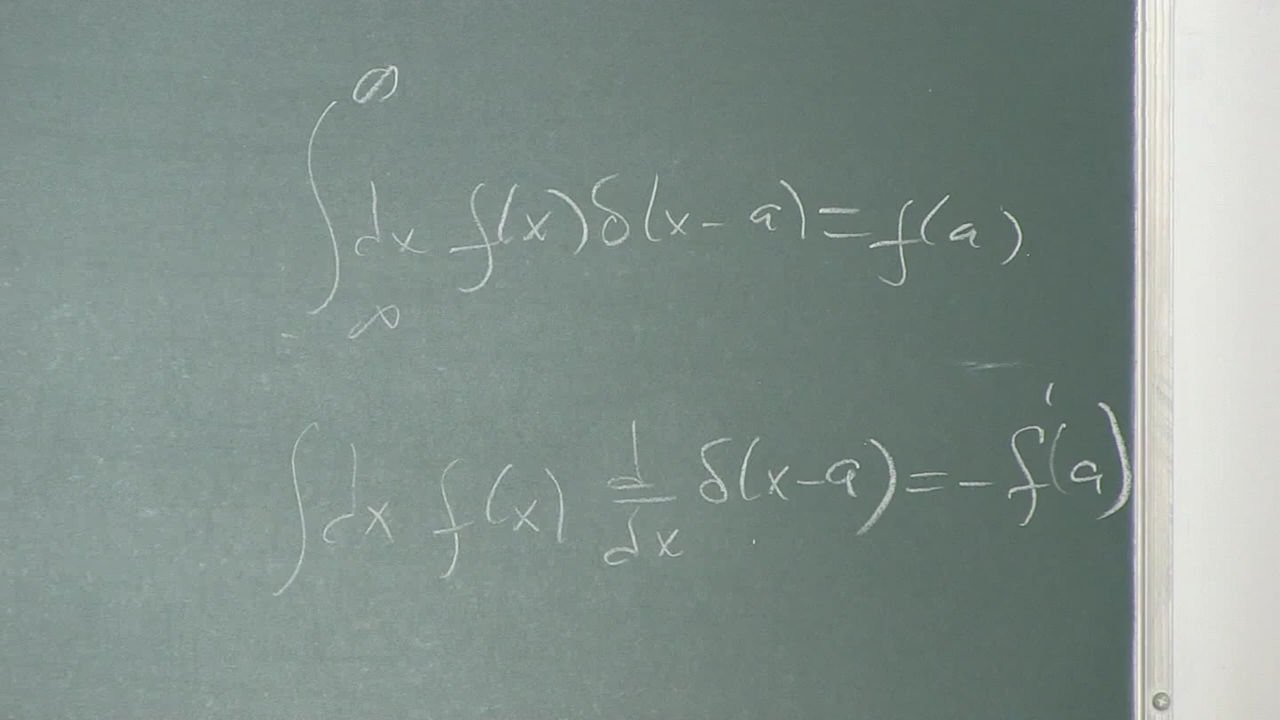 ∫_{-∞}^{∞} dx f(x) δ(x-a) = f(a)
∫ dx f(x) d/dx δ(x-a) = -f'(a)